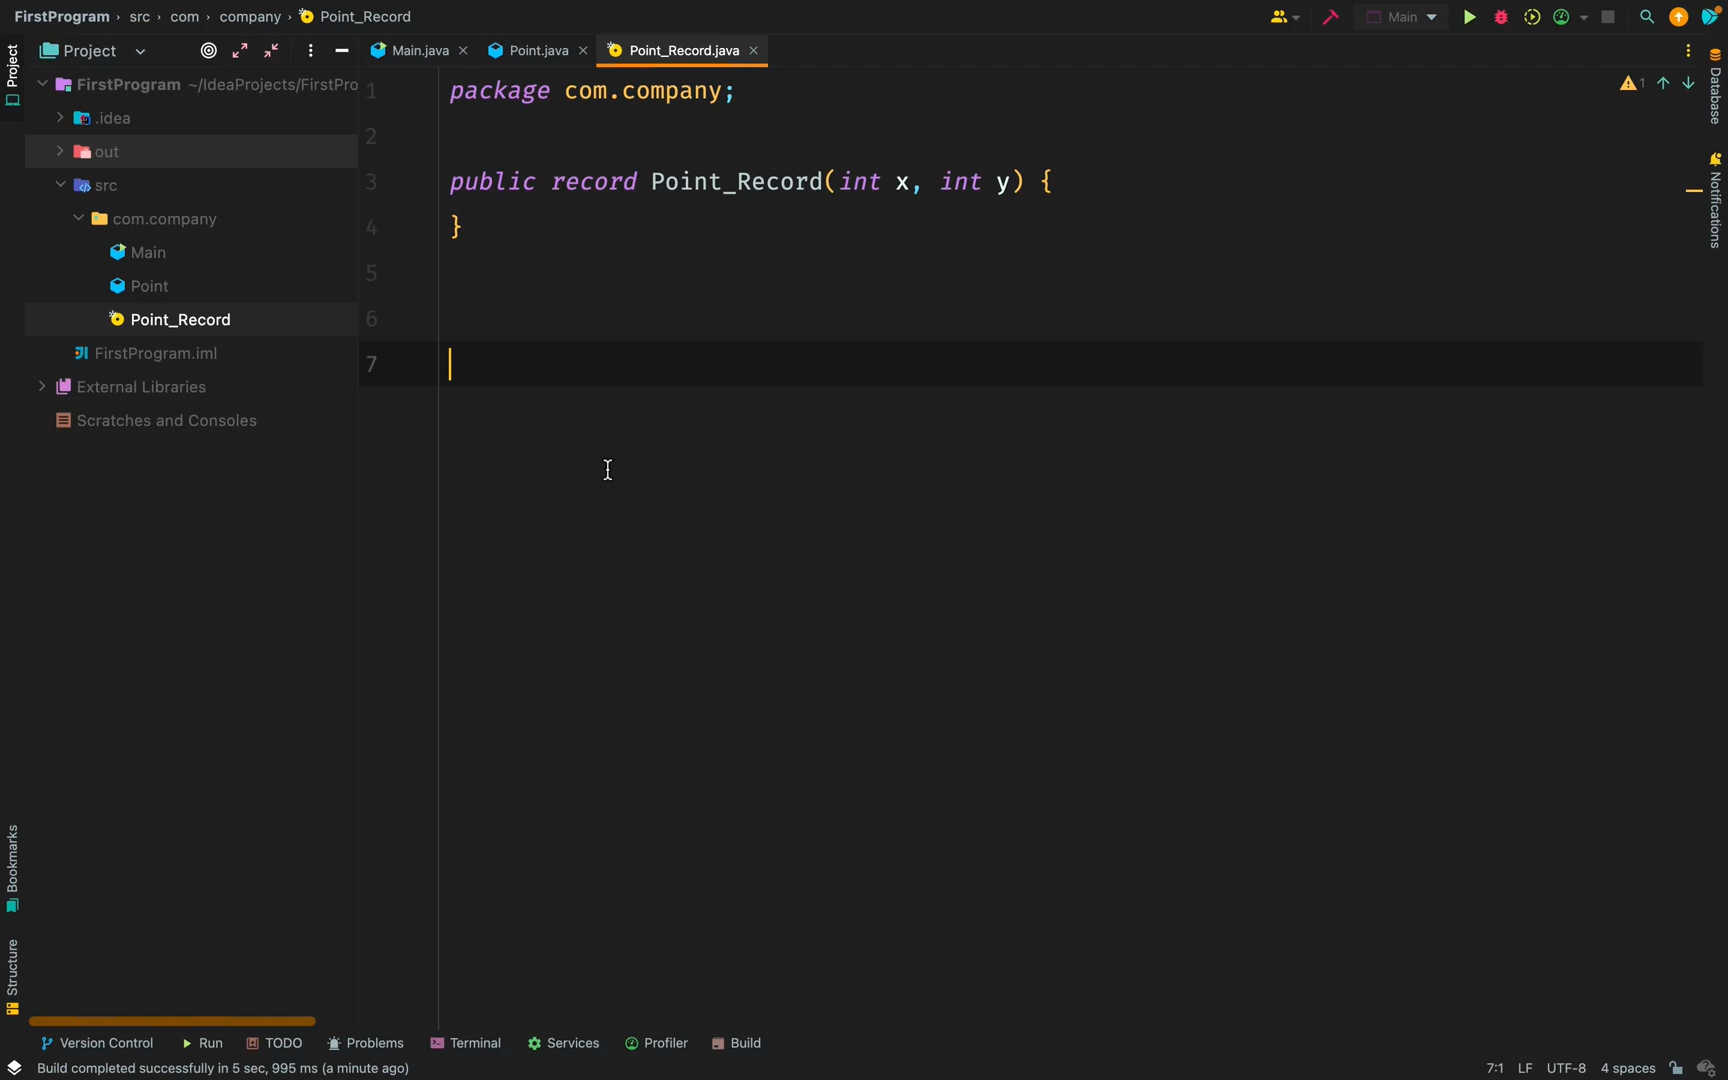 FirstProgram › src › com › company › Point_Record
Main
Project
Main.java
Point.java
Point_Record.java
Project
FirstProgram ~/IdeaProjects/FirstPro
.idea
out
src
com.company
Main
Point
Point_Record
FirstProgram.iml
External Libraries
Scratches and Consoles
1 package com.company;
2
3 public record Point_Record(int x, int y) {
4 }
5
6
7
1
Database
Notifications
Bookmarks
Structure
Version Control Run TODO Problems Terminal Services Profiler Build
Build completed successfully in 5 sec, 995 ms (a minute ago)
7:1 LF UTF-8 4 spaces